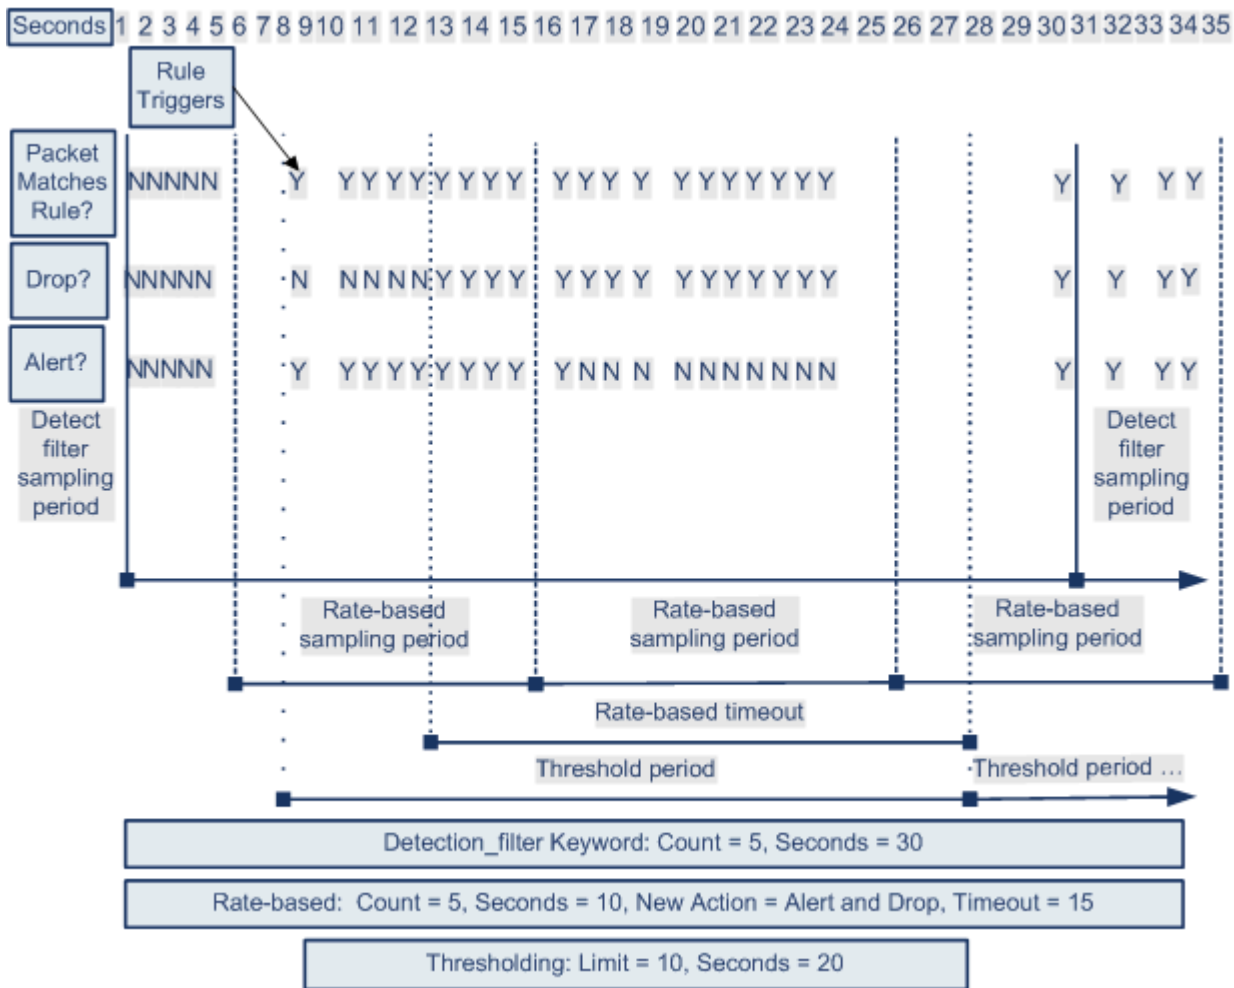 Seconds 1 2 3 4 5 6 7 8 9 10 11 12 13 14 15 16 17 18 19 20 21 22 23 24 25 26 27 28 29 30 31 32 33 34 35
Rule
Triggers
Packet
Matches
Rule?
NNNNN Y YYYYYYYY YYY Y YYYYYYY Y Y YY
Drop?
NNNNN N NNNNYYYY YYY Y YYYYYYY Y Y YY
Alert?
NNNNN Y YYYYYYYY YNN N NNNNNNN Y Y YY
Detect
filter
sampling
period
Detect
filter
sampling
period
Rate-based
sampling period
Rate-based
sampling period
Rate-based
sampling period
Rate-based timeout
Threshold period
Threshold period ...
Detection_filter Keyword: Count = 5, Seconds = 30
Rate-based: Count = 5, Seconds = 10, New Action = Alert and Drop, Timeout = 15
Thresholding: Limit = 10, Seconds = 20